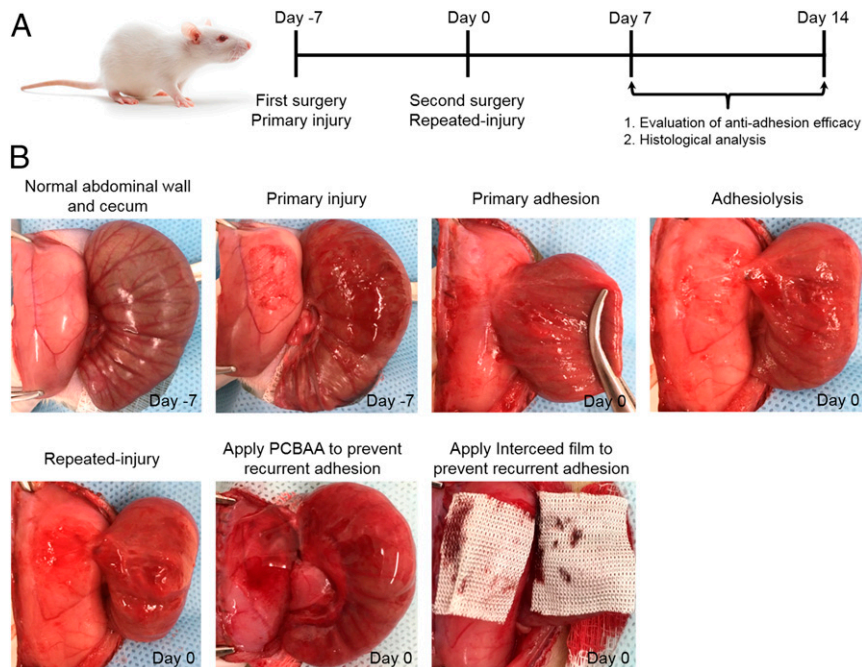 A
Day -7
Day 0
Day 7
Day 14
First surgery
Primary injury
Second surgery
Repeated-injury
1. Evaluation of anti-adhesion efficacy
2. Histological analysis
B
Normal abdominal wall
and cecum
Primary injury
Primary adhesion
Adhesiolysis
Day -7
Day -7
Day 0
Day 0
Repeated-injury
Apply PCBAA to prevent
recurrent adhesion
Apply Interceed film to
prevent recurrent adhesion
Day 0
Day 0
Day 0